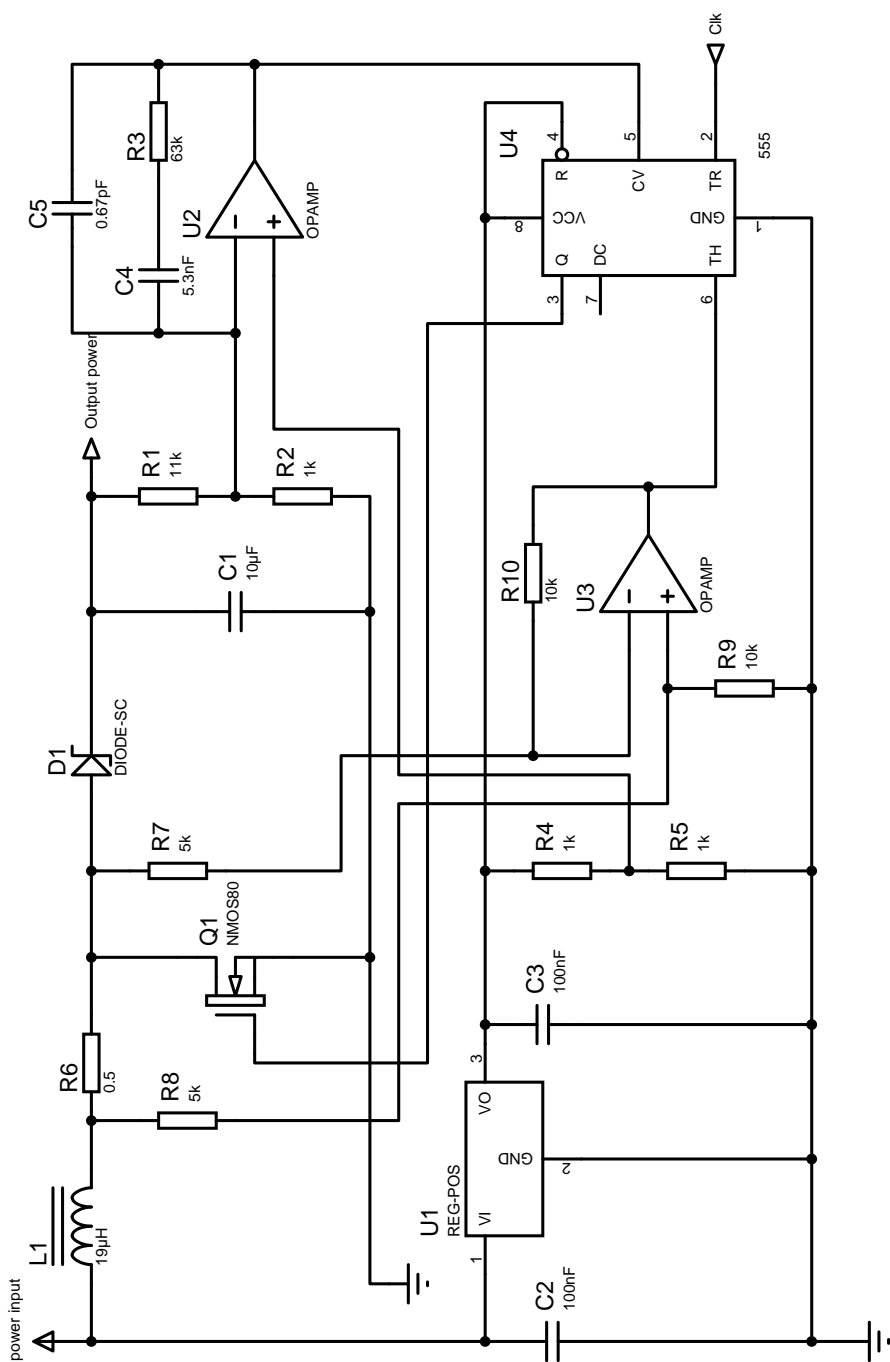 power input
L1
19µH
R6
0.5
R8
5k
Q1
NMOS80
R7
5k
D1
DIODE-SC
C1
10µF
R1
11k
R2
1k
Output power
C5
0.67pF
C4
5.3nF
R3
63k
U2
OPAMP
U1
REG-POS
VI
VO
GND
1
3
2
C2
100nF
C3
100nF
R4
1k
R5
1k
R10
10k
U3
OPAMP
R9
10k
U4
555
R
VCC
Q
DC
CV
TR
GND
TH
4
8
3
7
5
2
1
6
Clk